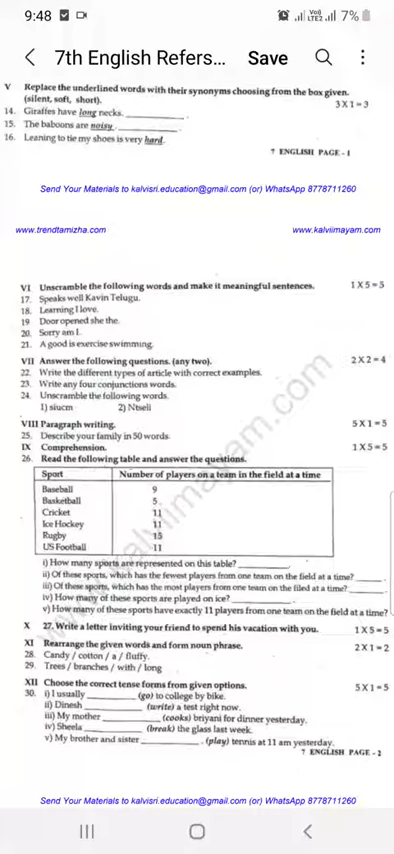 9:48 Vo)) LTE2 7%
7th English Refers... Save
V Replace the underlined words with their synonyms choosing from the box given.
(silent, soft, short). 3 X 1 = 3
14. Giraffes have long necks. ____________.
15. The baboons are noisy. ____________.
16. Leaning to tie my shoes is very hard.
7 ENGLISH PAGE - 1
Send Your Materials to kalvisri.education@gmail.com (or) WhatsApp 8778711260
www.trendtamizha.com www.kalviimayam.com
VI Unscramble the following words and make it meaningful sentences. 1 X 5 = 5
17. Speaks well Kavin Telugu.
18. Learning I love.
19 Door opened she the.
20. Sorry am I.
21. A good is exercise swimming.
VII Answer the following questions. (any two). 2 X 2 = 4
22. Write the different types of article with correct examples.
23. Write any four conjunctions words.
24. Unscramble the following words.
1) siucm 2) Ntseil
VIII Paragraph writing. 5 X 1 = 5
25. Describe your family in 50 words.
IX Comprehension. 1 X 5 = 5
26. Read the following table and answer the questions.
Sport Number of players on a team in the field at a time
Baseball 9
Basketball 5
Cricket 11
Ice Hockey 11
Rugby 15
US Football 11
i) How many sports are represented on this table? __________
ii) Of these sports, which has the fewest players from one team on the field at a time? ______.
iii) Of these sports, which has the most players from one team on the filed at a time? ______
iv) How many of these sports are played on ice? ____________.
v) How many of these sports have exactly 11 players from one team on the field at a time?
X 27. Write a letter inviting your friend to spend his vacation with you. 1 X 5 = 5
XI Rearrange the given words and form noun phrase. 2 X 1 = 2
28. Candy / cotton / a / fluffy.
29. Trees / branches / with / long
XII Choose the correct tense forms from given options. 5 X 1 = 5
30. i) I usually __________ (go) to college by bike.
ii) Dinesh ____________ (write) a test right now.
iii) My mother __________ (cooks) briyani for dinner yesterday.
iv) Sheela ____________ (break) the glass last week.
v) My brother and sister ____________. (play) tennis at 11 am yesterday.
7 ENGLISH PAGE - 2
Send Your Materials to kalvisri.education@gmail.com (or) WhatsApp 8778711260
www.kalviimayam.com